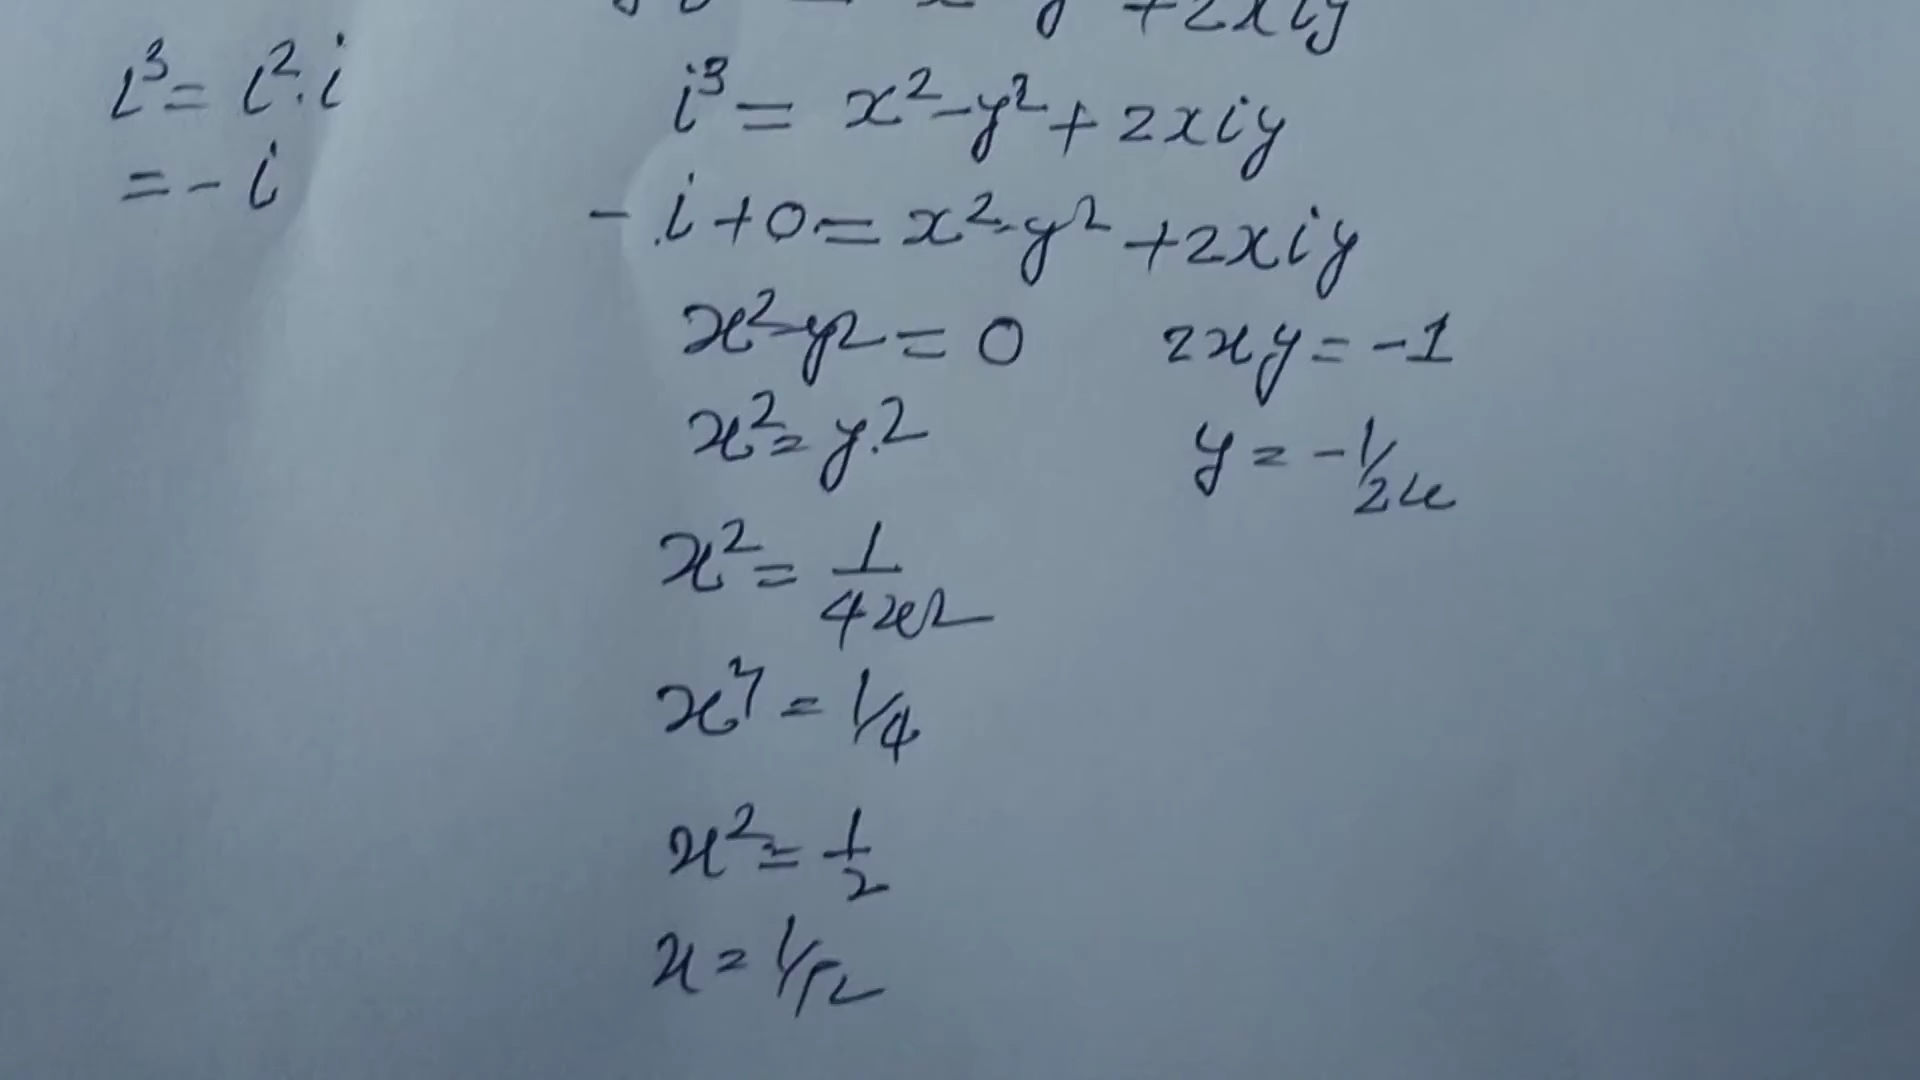 i³ = i².i
= - i
+2xiy
i³ = x²-y²+2xiy
-i+0 = x²-y²+2xiy
x²-y² = 0 2xy = -1
x² = y² y = -1/2x
x² = 1/4x²
x⁴ = 1/4
x² = 1/2
x = 1/√2